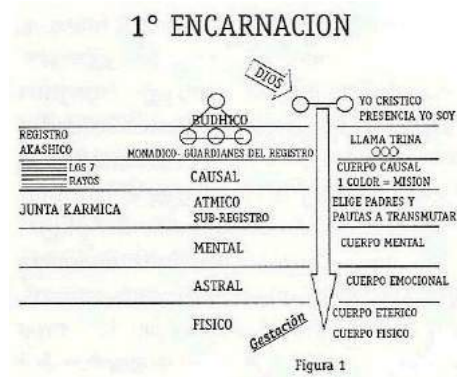 1° ENCARNACION
DIOS
BUDHICO
YO CRISTICO
PRESENCIA YO SOY
REGISTRO
AKASHICO
MONADICO- GUARDIANES DEL REGISTRO
LLAMA TRINA
LOS 7
RAYOS
CAUSAL
CUERPO CAUSAL
1 COLOR = MISION
JUNTA KARMICA
ATMICO
SUB-REGISTRO
ELIGE PADRES Y
PAUTAS A TRANSMUTAR
MENTAL
CUERPO MENTAL
ASTRAL
CUERPO EMOCIONAL
FISICO
Gestación
CUERPO ETERICO
CUERPO FISICO
Figura 1